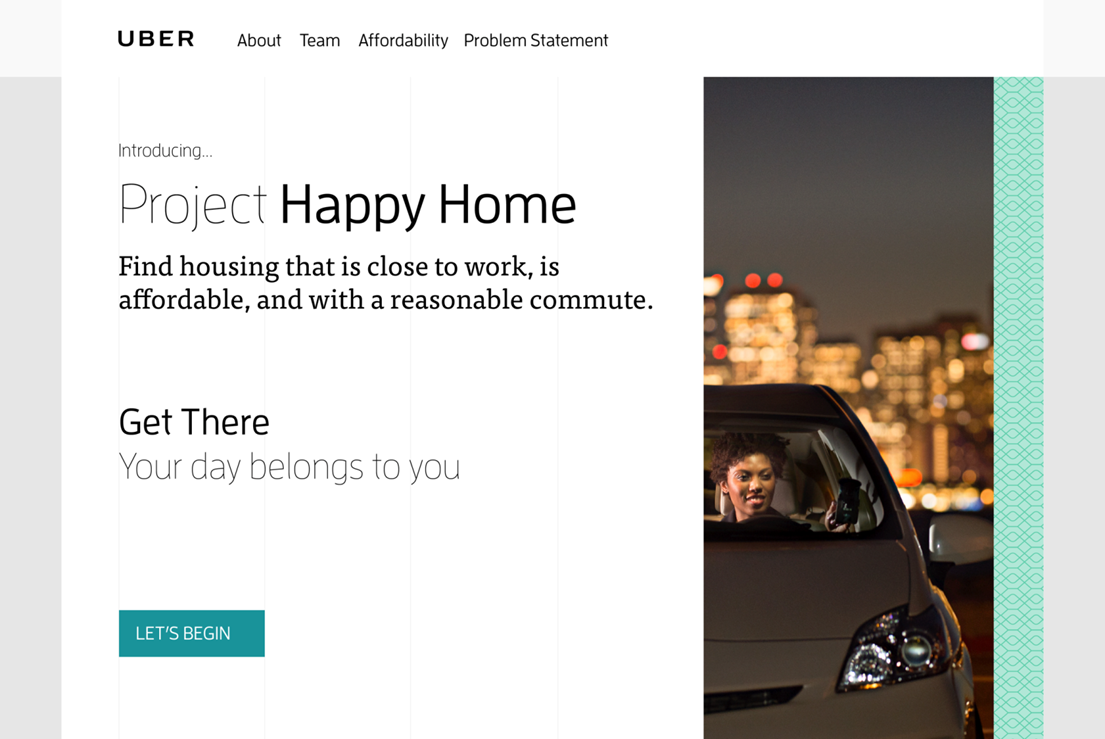 UBER
About Team Affordability Problem Statement
Introducing...
Project Happy Home
Find housing that is close to work, is
affordable, and with a reasonable commute.
Get There
Your day belongs to you
LET'S BEGIN